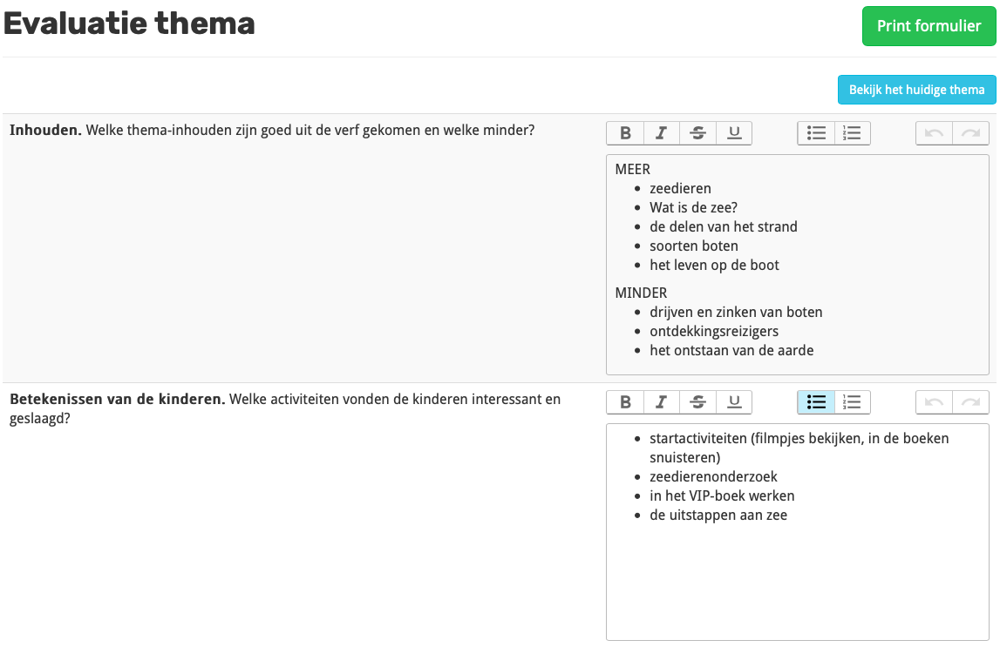 Evaluatie thema
Print formulier
Bekijk het huidige thema
Inhouden. Welke thema-inhouden zijn goed uit de verf gekomen en welke minder?
B I S U
MEER
• zeedieren
• Wat is de zee?
• de delen van het strand
• soorten boten
• het leven op de boot
MINDER
• drijven en zinken van boten
• ontdekkingsreizigers
• het ontstaan van de aarde
Betekenissen van de kinderen. Welke activiteiten vonden de kinderen interessant en
geslaagd?
B I S U
• startactiviteiten (filmpjes bekijken, in de boeken
snuisteren)
• zeedierenonderzoek
• in het VIP-boek werken
• de uitstappen aan zee